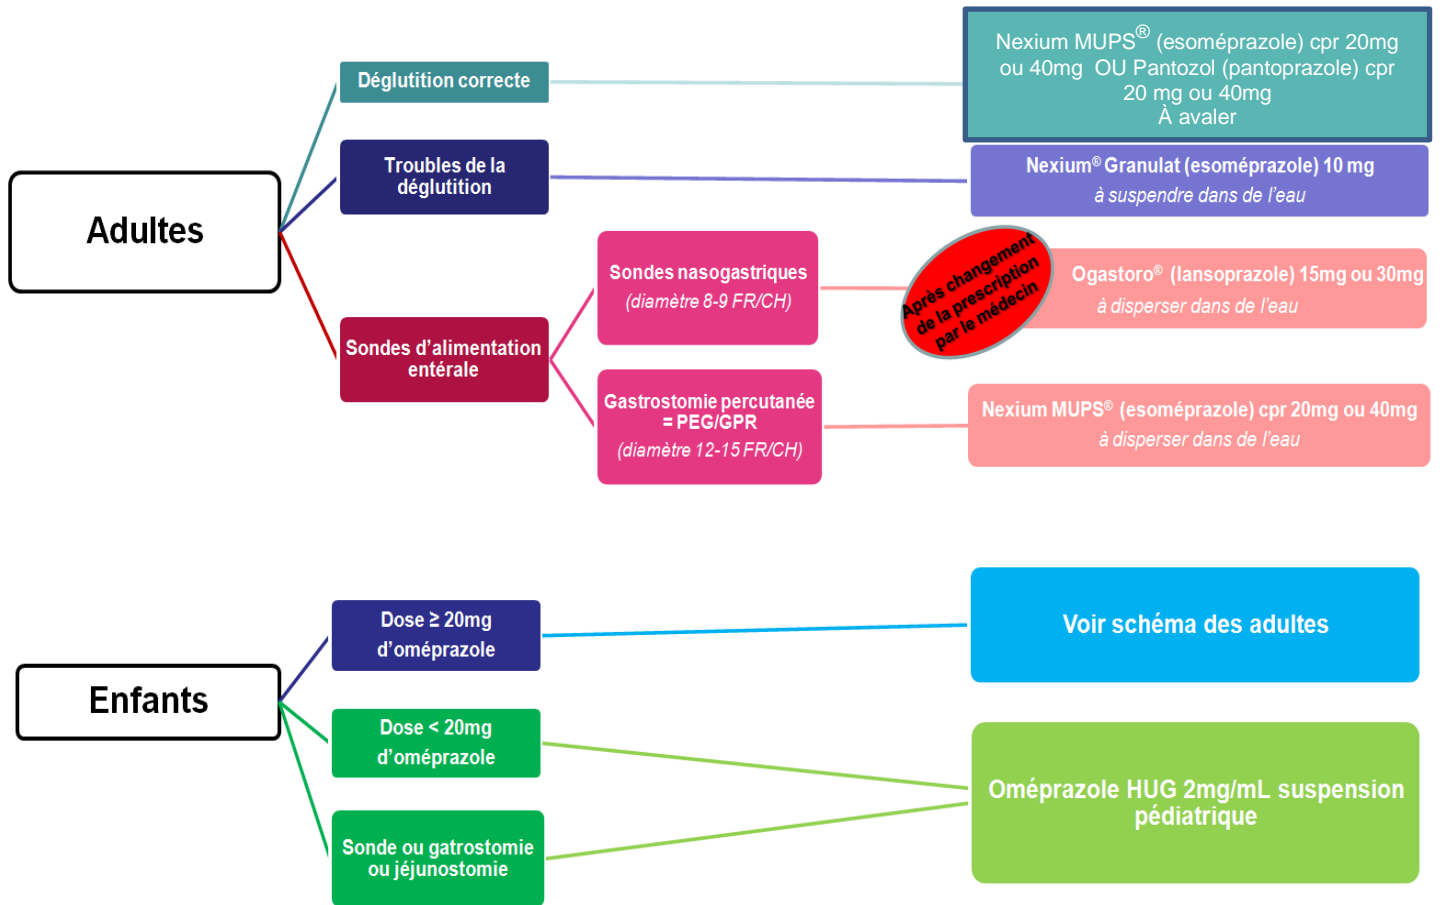 Adultes
Déglutition correcte
Nexium MUPS® (esoméprazole) cpr 20mg
ou 40mg OU Pantozol (pantoprazole) cpr
20 mg ou 40mg
À avaler
Troubles de la
déglutition
Nexium® Granulat (esoméprazole) 10 mg
à suspendre dans de l'eau
Sondes d'alimentation
entérale
Sondes nasogastriques
(diamètre 8-9 FR/CH)
Après changement
de la prescription
par le médecin
Ogastoro® (lansoprazole) 15mg ou 30mg
à disperser dans de l'eau
Gastrostomie percutanée
= PEG/GPR
(diamètre 12-15 FR/CH)
Nexium MUPS® (esoméprazole) cpr 20mg ou 40mg
à disperser dans de l'eau
Enfants
Dose ≥ 20mg
d'oméprazole
Voir schéma des adultes
Dose < 20mg
d'oméprazole
Sonde ou gatrostomie
ou jéjunostomie
Oméprazole HUG 2mg/mL suspension
pédiatrique